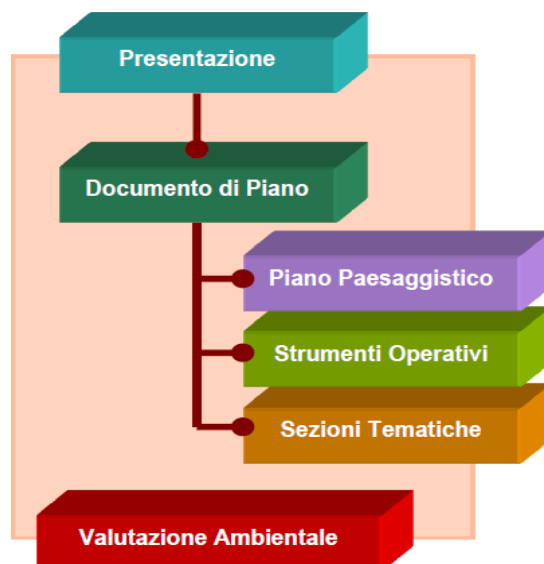 Presentazione
Documento di Piano
Piano Paesaggistico
Strumenti Operativi
Sezioni Tematiche
Valutazione Ambientale